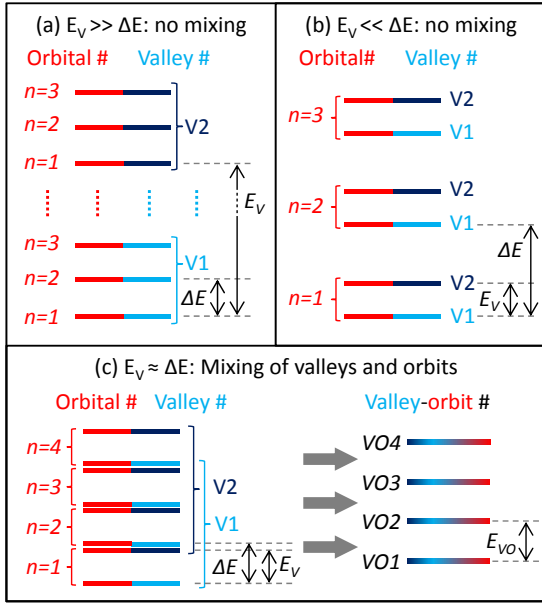 (a) E_V >> ΔE: no mixing
Orbital # Valley #
n=3
n=2
V2
n=1
E_V
n=3
V1
n=2
ΔE
n=1
(b) E_V << ΔE: no mixing
Orbital# Valley #
V2
n=3
V1
V2
n=2
V1
ΔE
V2
n=1
E_V
V1
(c) E_V ≈ ΔE: Mixing of valleys and orbits
Orbital # Valley #
n=4
n=3
V2
n=2
V1
n=1
ΔE
E_V
Valley-orbit #
VO4
VO3
VO2
E_VO
VO1